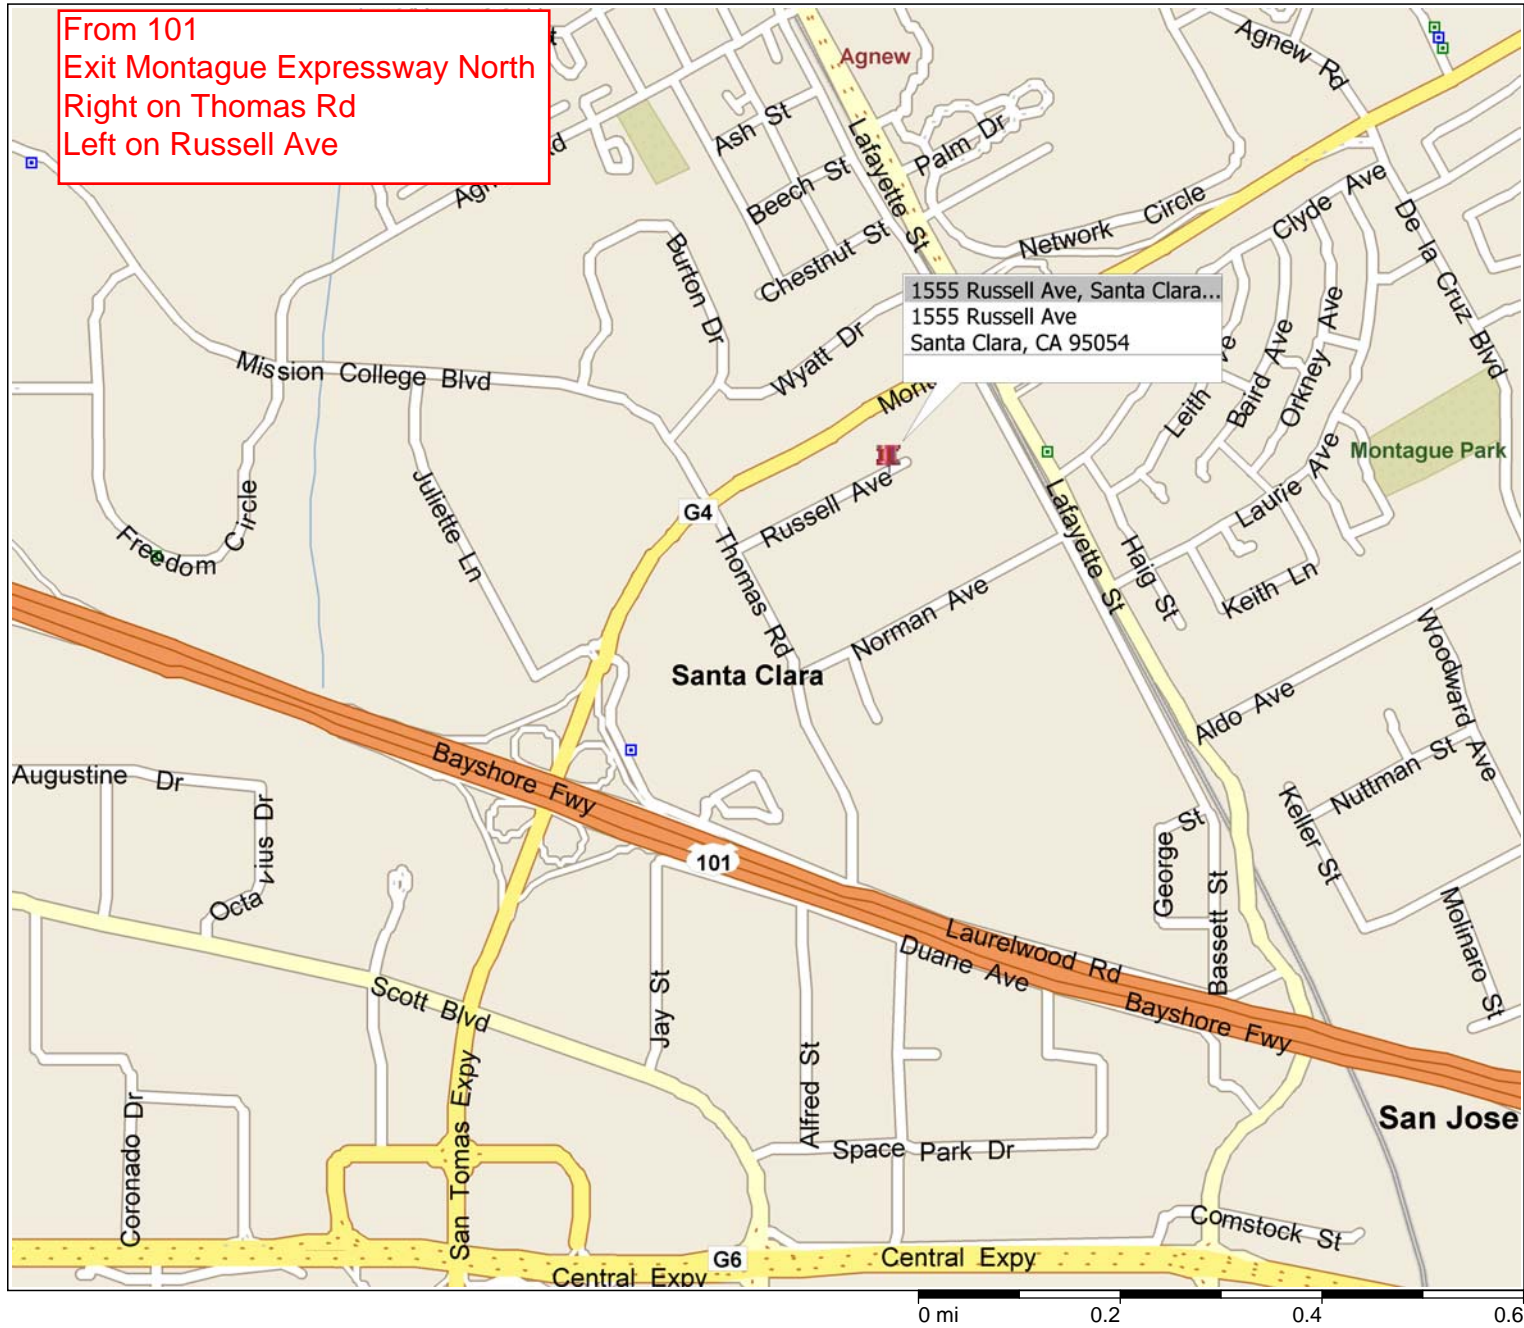 From 101
Exit Montague Expressway North
Right on Thomas Rd
Left on Russell Ave
Agnew
Agnew Rd
Ash St
Lafayette St
Palm Dr
Beech St
Clyde Ave
Network Circle
De la Cruz Blvd
Burton Dr
Chestnut St
1555 Russell Ave, Santa Clara...
1555 Russell Ave
Santa Clara, CA 95054
Wyatt Dr
Mission College Blvd
Leith
Baird Ave
Orkney Ave
Montague Park
Juliette Ln
Freedom Circle
G4
Russell Ave
Laurie Ave
Lafayette St
Thomas Rd
Haig St
Keith Ln
Norman Ave
Woodward Ave
Santa Clara
Aldo Ave
Augustine Dr
Bayshore Fwy
Nuttman St
Keller St
Octavius Dr
101
George St
Bassett St
Molinaro St
Laurelwood Rd
Duane Ave
Scott Blvd
Jay St
Bayshore Fwy
San Tomas Expy
Alfred St
Coronado Dr
Space Park Dr
San Jose
Comstock St
G6
Central Expy
Central Expy
0 mi 0.2 0.4 0.6